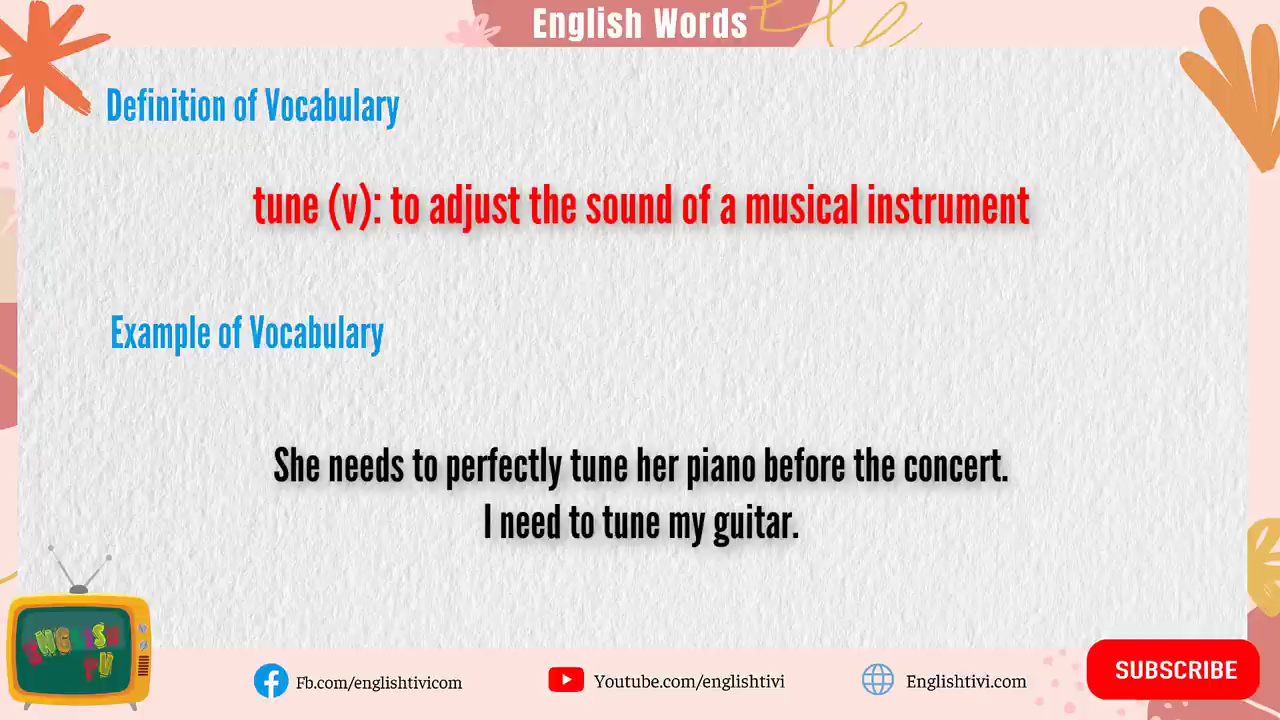 English Words
Definition of Vocabulary
tune (v): to adjust the sound of a musical instrument
Example of Vocabulary
She needs to perfectly tune her piano before the concert.
I need to tune my guitar.
ENGLISH
TV
Fb.com/englishtivicom
Youtube.com/englishtivi
Englishtivi.com
SUBSCRIBE